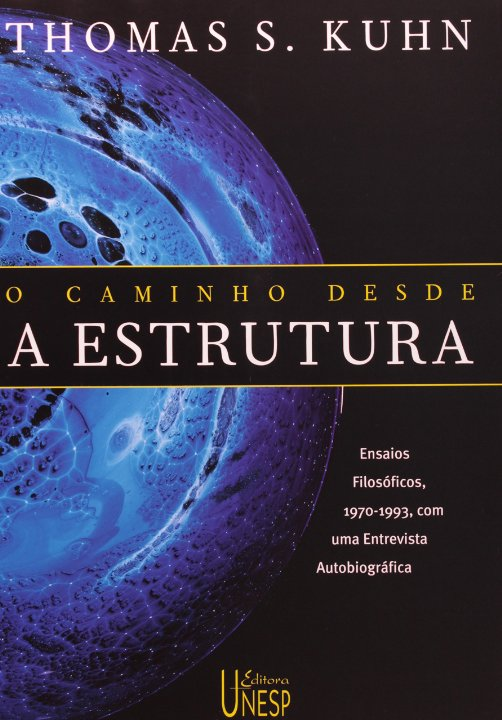 THOMAS S. KUHN
O CAMINHO DESDE
A ESTRUTURA
Ensaios
Filosóficos,
1970-1993, com
uma Entrevista
Autobiográfica
Editora
UNESP